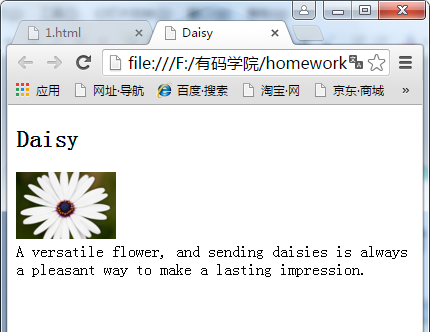 1.html
Daisy
file:///F:/有码学院/homework
应用 网址·导航 百度·搜索 淘宝·网 京东·商城 »
Daisy
A versatile flower, and sending daisies is always
a pleasant way to make a lasting impression.